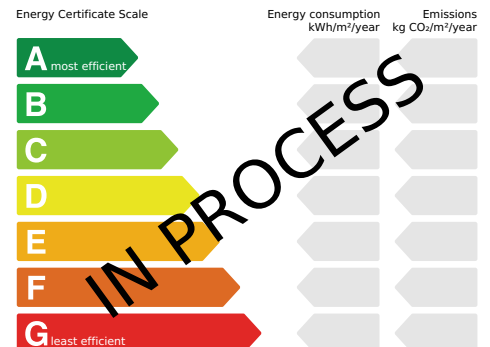 Energy Certificate Scale
Energy consumption
kWh/m²/year
Emissions
kg CO₂/m²/year
A most efficient
B
C
D
E
F
G least efficient
IN PROCESS